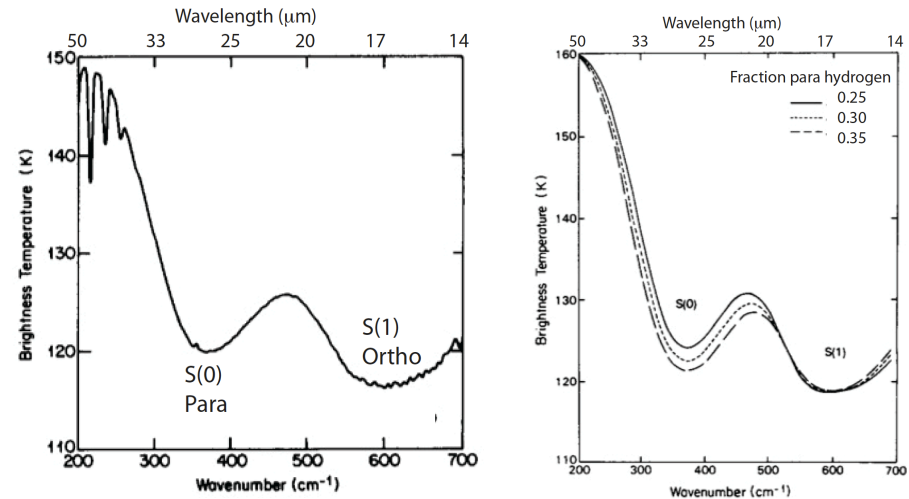 Wavelength (μm)
50 33 25 20 17 14
150
140
130
120
110
Brightness Temperature (K)
S(0)
Para
S(1)
Ortho
200 300 400 500 600 700
Wavenumber (cm⁻¹)
Wavelength (μm)
50 33 25 20 17 14
160
150
140
130
120
110
Brightness Temperature (K)
Fraction para hydrogen
0.25
0.30
0.35
S(0)
S(1)
200 300 400 500 600 700
Wavenumber (cm⁻¹)